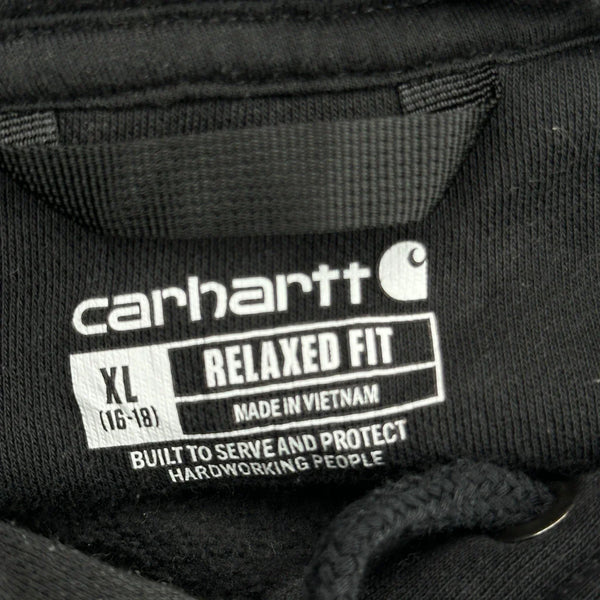 carhartt
XL
(16-18)
RELAXED FIT
MADE IN VIETNAM
BUILT TO SERVE AND PROTECT
HARDWORKING PEOPLE